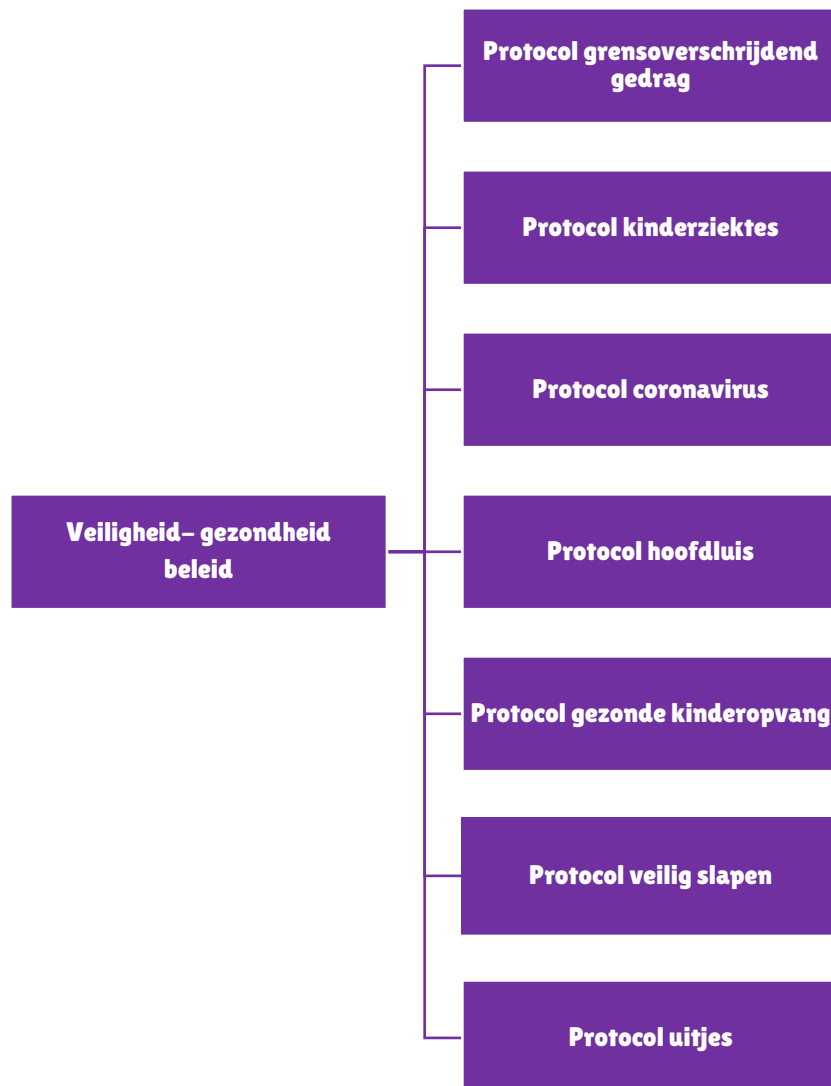 Protocol grensoverschrijdend
gedrag
Protocol kinderziektes
Protocol coronavirus
Veiligheid- gezondheid
beleid
Protocol hoofdluis
Protocol gezonde kinderopvang
Protocol veilig slapen
Protocol uitjes